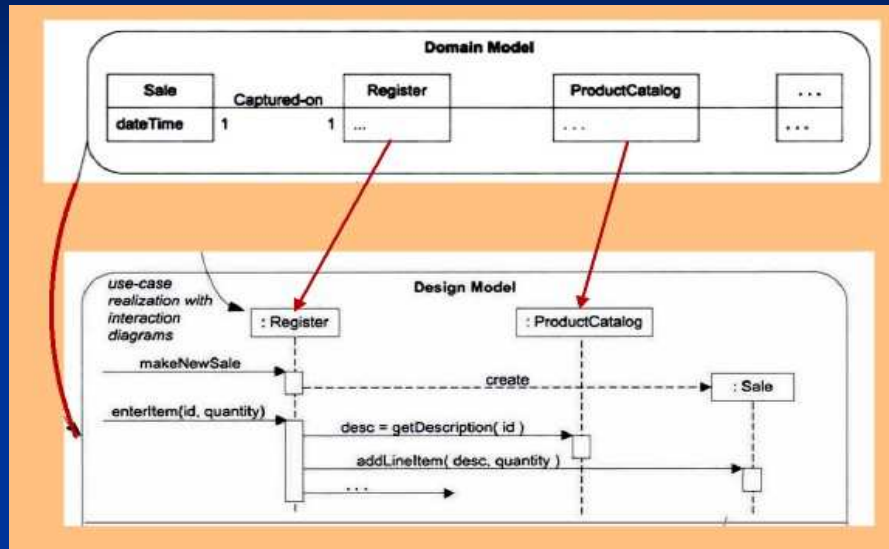 Domain Model
Sale
Captured-on
Register
ProductCatalog
. . .
dateTime
1
1
...
. . .
...
use-case
realization with
interaction
diagrams
Design Model
: Register
: ProductCatalog
makeNewSale
create
: Sale
enterItem(id, quantity)
desc = getDescription( id )
addLineItem( desc, quantity )
. . .